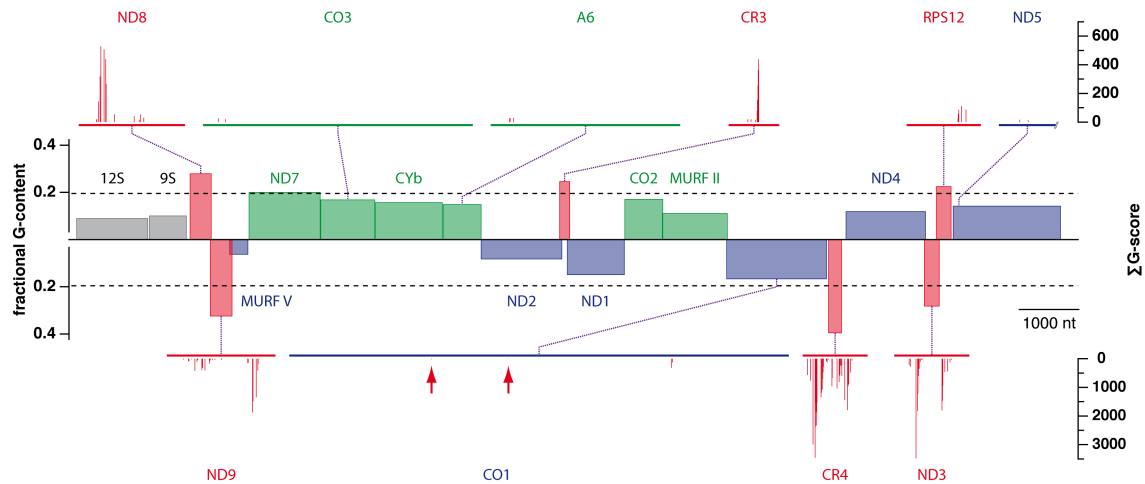 ND8 CO3 A6 CR3 RPS12 ND5
600
400
200
0
0.4
0.2
0.2
0.4
fractional G-content
12S 9S ND7 CYb CO2 MURF II ND4
MURF V ND2 ND1
Σ G-score
1000 nt
0
1000
2000
3000
ND9 CO1 CR4 ND3